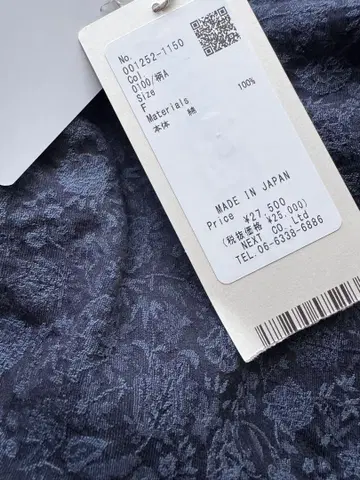 No.
001252-1150
Col
0100/柄A
Size
F
Materials
本体 綿 100%
MADE IN JAPAN
Price ¥27,500
(税抜価格 ¥25,000)
NEXT CO.,Ltd
TEL.06-6338-6886